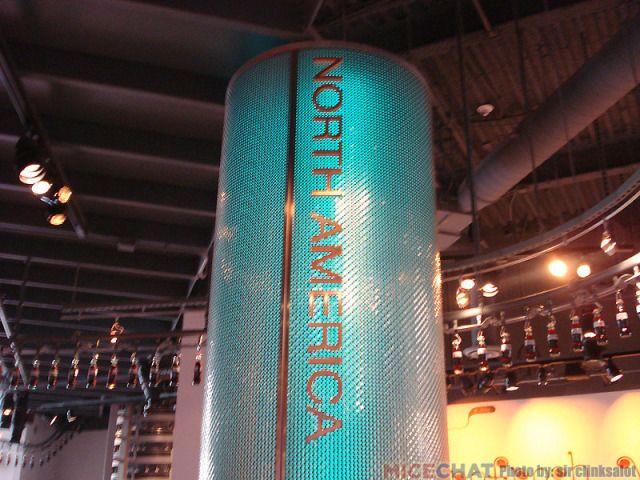 NORTH AMERICA
MICECHAT Photo by: sir clinksalot